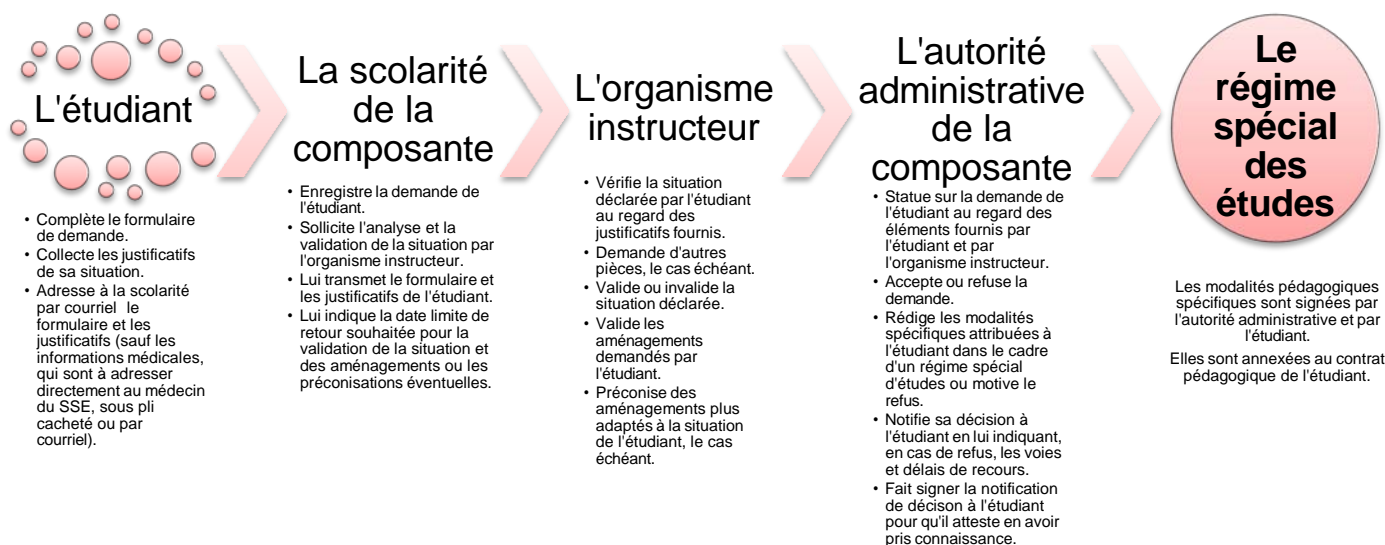 L'étudiant
• Complète le formulaire
de demande.
• Collecte les justificatifs
de sa situation.
• Adresse à la scolarité
par courriel le
formulaire et les
justificatifs (sauf les
informations médicales,
qui sont à adresser
directement au médecin
du SSE, sous pli
cacheté ou par
courriel).
La scolarité
de la
composante
• Enregistre la demande de
l'étudiant.
• Sollicite l'analyse et la
validation de la situation par
l'organisme instructeur.
• Lui transmet le formulaire et
les justificatifs de l'étudiant.
• Lui indique la date limite de
retour souhaitée pour la
validation de la situation et
des aménagements ou les
préconisations éventuelles.
L'organisme
instructeur
• Vérifie la situation
déclarée par l'étudiant
au regard des
justificatifs fournis.
• Demande d'autres
pièces, le cas échéant.
• Valide ou invalide la
situation déclarée.
• Valide les
aménagements
demandés par
l'étudiant.
• Préconise des
aménagements plus
adaptés à la situation
de l'étudiant, le cas
échéant.
L'autorité
administrative
de la
composante
• Statue sur la demande de
l'étudiant au regard des
éléments fournis par
l'étudiant et par
l'organisme instructeur.
• Accepte ou refuse la
demande.
• Rédige les modalités
spécifiques attribuées à
l'étudiant dans le cadre
d'un régime spécial
d'études ou motive le
refus.
• Notifie sa décision à
l'étudiant en lui indiquant,
en cas de refus, les voies
et délais de recours.
• Fait signer la notification
de décison à l'étudiant
pour qu'il atteste en avoir
pris connaissance.
Le
régime
spécial
des
études
Les modalités pédagogiques
spécifiques sont signées par
l'autorité administrative et par
l'étudiant.
Elles sont annexées au contrat
pédagogique de l'étudiant.